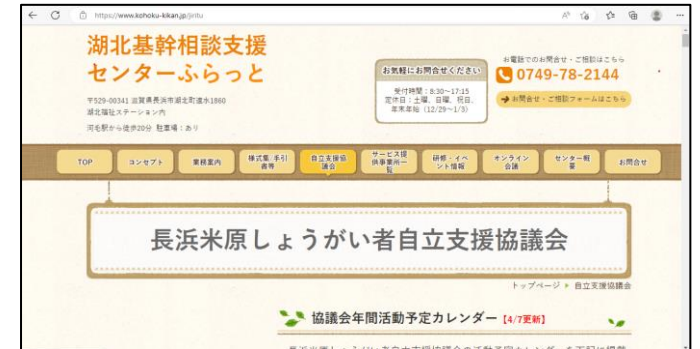 https://www.kohoku-kikan.jp/jiritu
湖北基幹相談支援
センターふらっと
〒529-00341 滋賀県長浜市湖北町速水1860
湖北福祉ステーション内
河毛駅から徒歩20分 駐車場：あり
お気軽にお問合せください
受付時間：8:30～17:15
定休日：土曜、日曜、祝日、
年末年始（12/29～1/3）
お電話でのお問合せ・ご相談はこちら
0749-78-2144
お問合せ・ご相談フォームはこちら
TOP
コンセプト
業務案内
様式集・手引
書等
自立支援協
議会
サービス提
供事業所一
覧
研修・イベ
ント情報
オンライン
会議
センター概
要
お問合せ
長浜米原しょうがい者自立支援協議会
トップページ ▶ 自立支援協議会
協議会年間活動予定カレンダー【4/7更新】